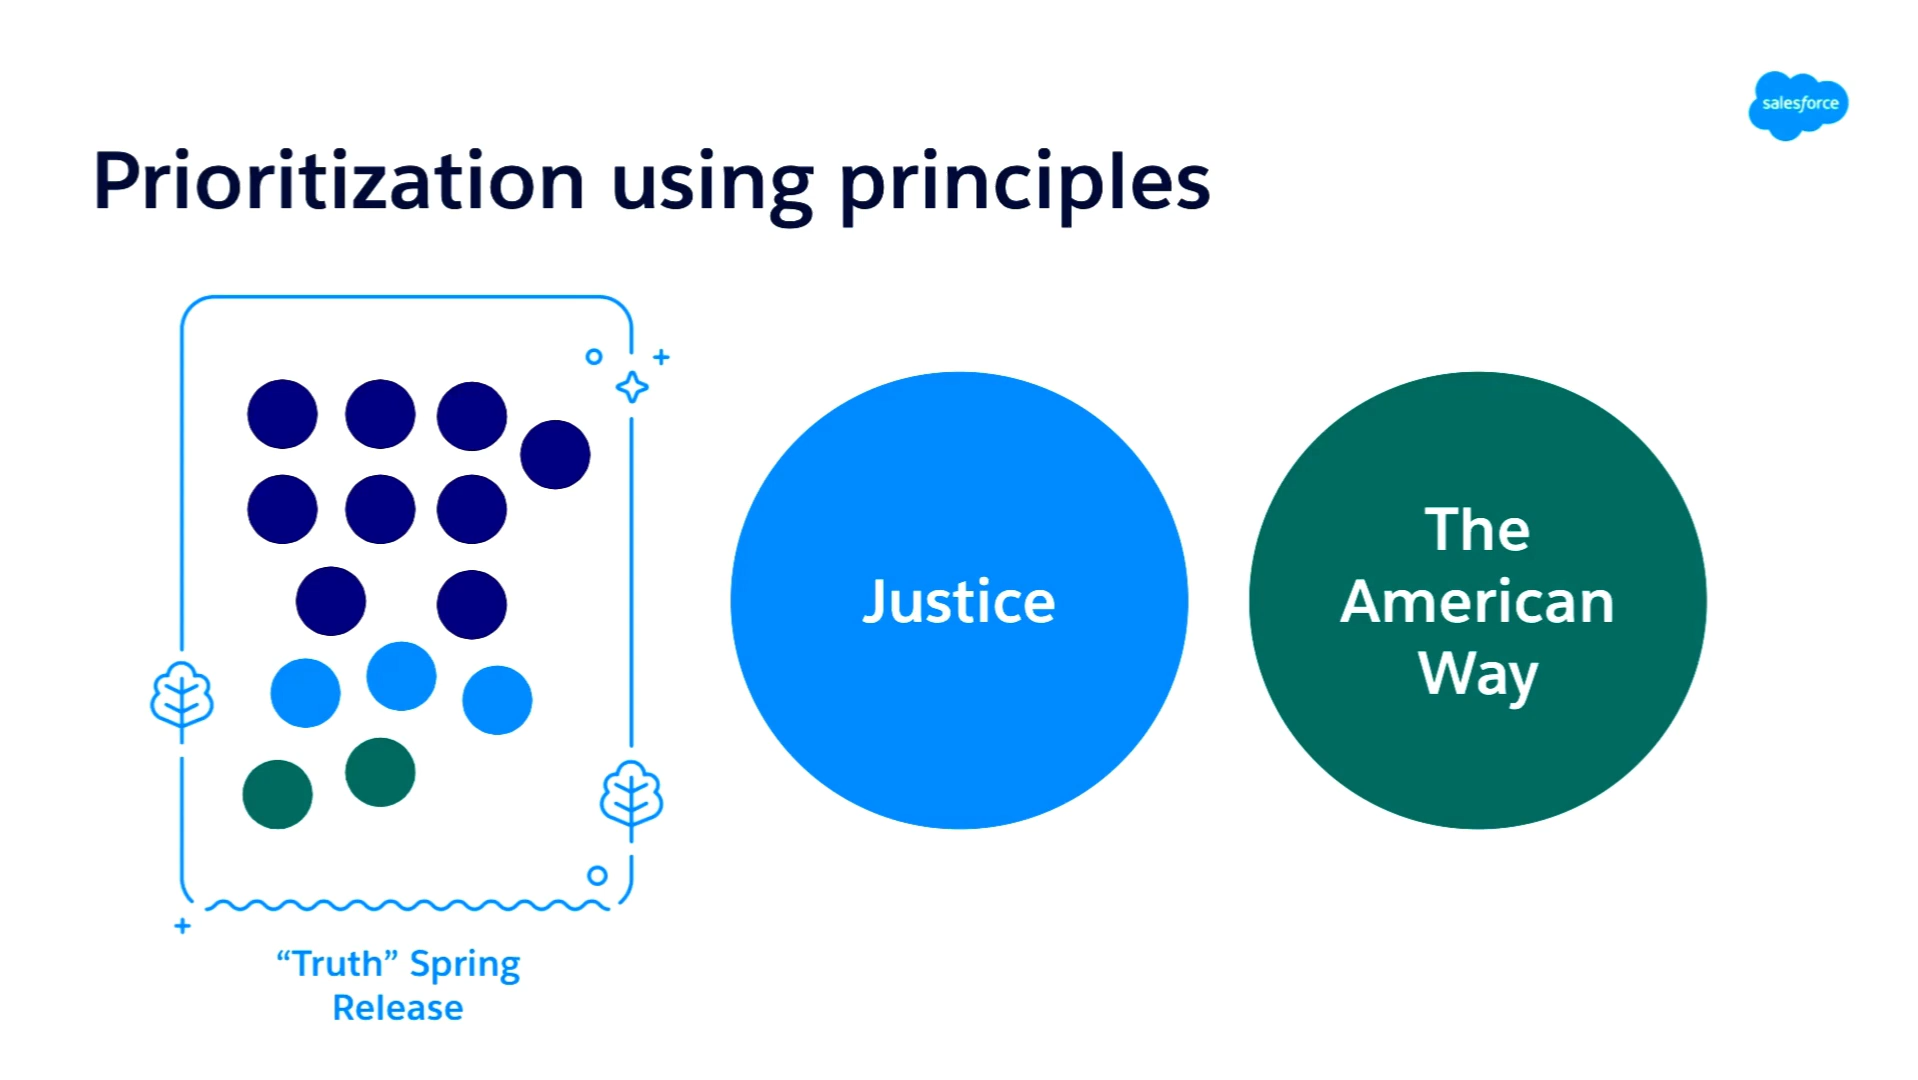 salesforce
Prioritization using principles
Justice
The
American
Way
“Truth” Spring
Release